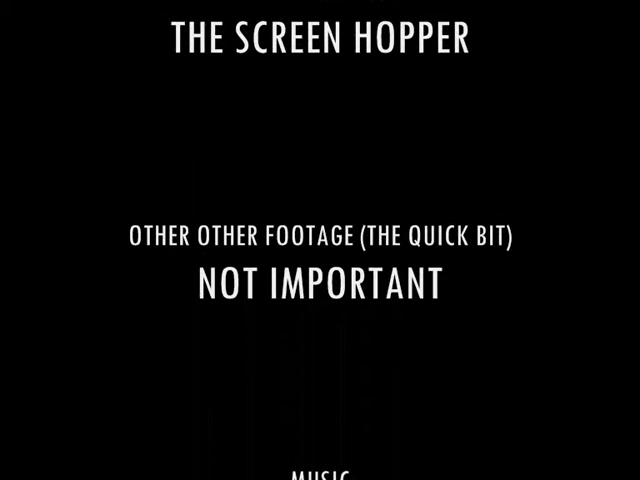 THE SCREEN HOPPER
OTHER OTHER FOOTAGE (THE QUICK BIT)
NOT IMPORTANT
MUSIC